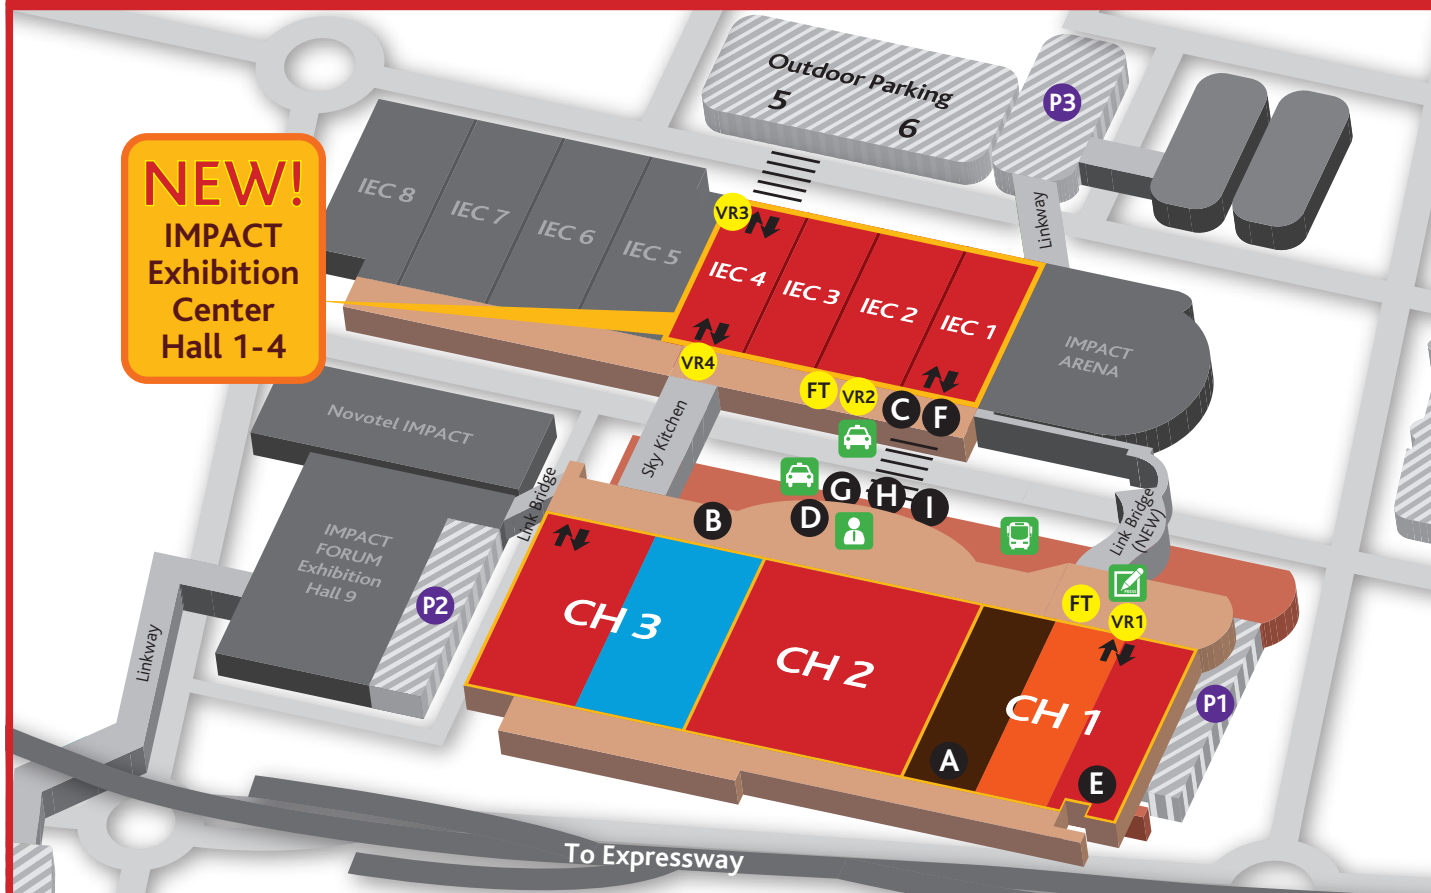 Outdoor Parking
5
6
P3
NEW!
IMPACT
Exhibition
Center
Hall 1-4
IEC 8
IEC 7
IEC 6
IEC 5
VR3
IEC 4
IEC 3
IEC 2
IEC 1
Linkway
IMPACT
ARENA
VR4
FT
VR2
C
F
Novotel IMPACT
Sky Kitchen
Link Bridge
G
H
I
B
D
Link Bridge
(NEW)
IMPACT
FORUM
Exhibition
Hall 9
P2
PRESS
FT
VR1
CH 3
CH 2
CH 1
P1
Linkway
A
E
To Expressway